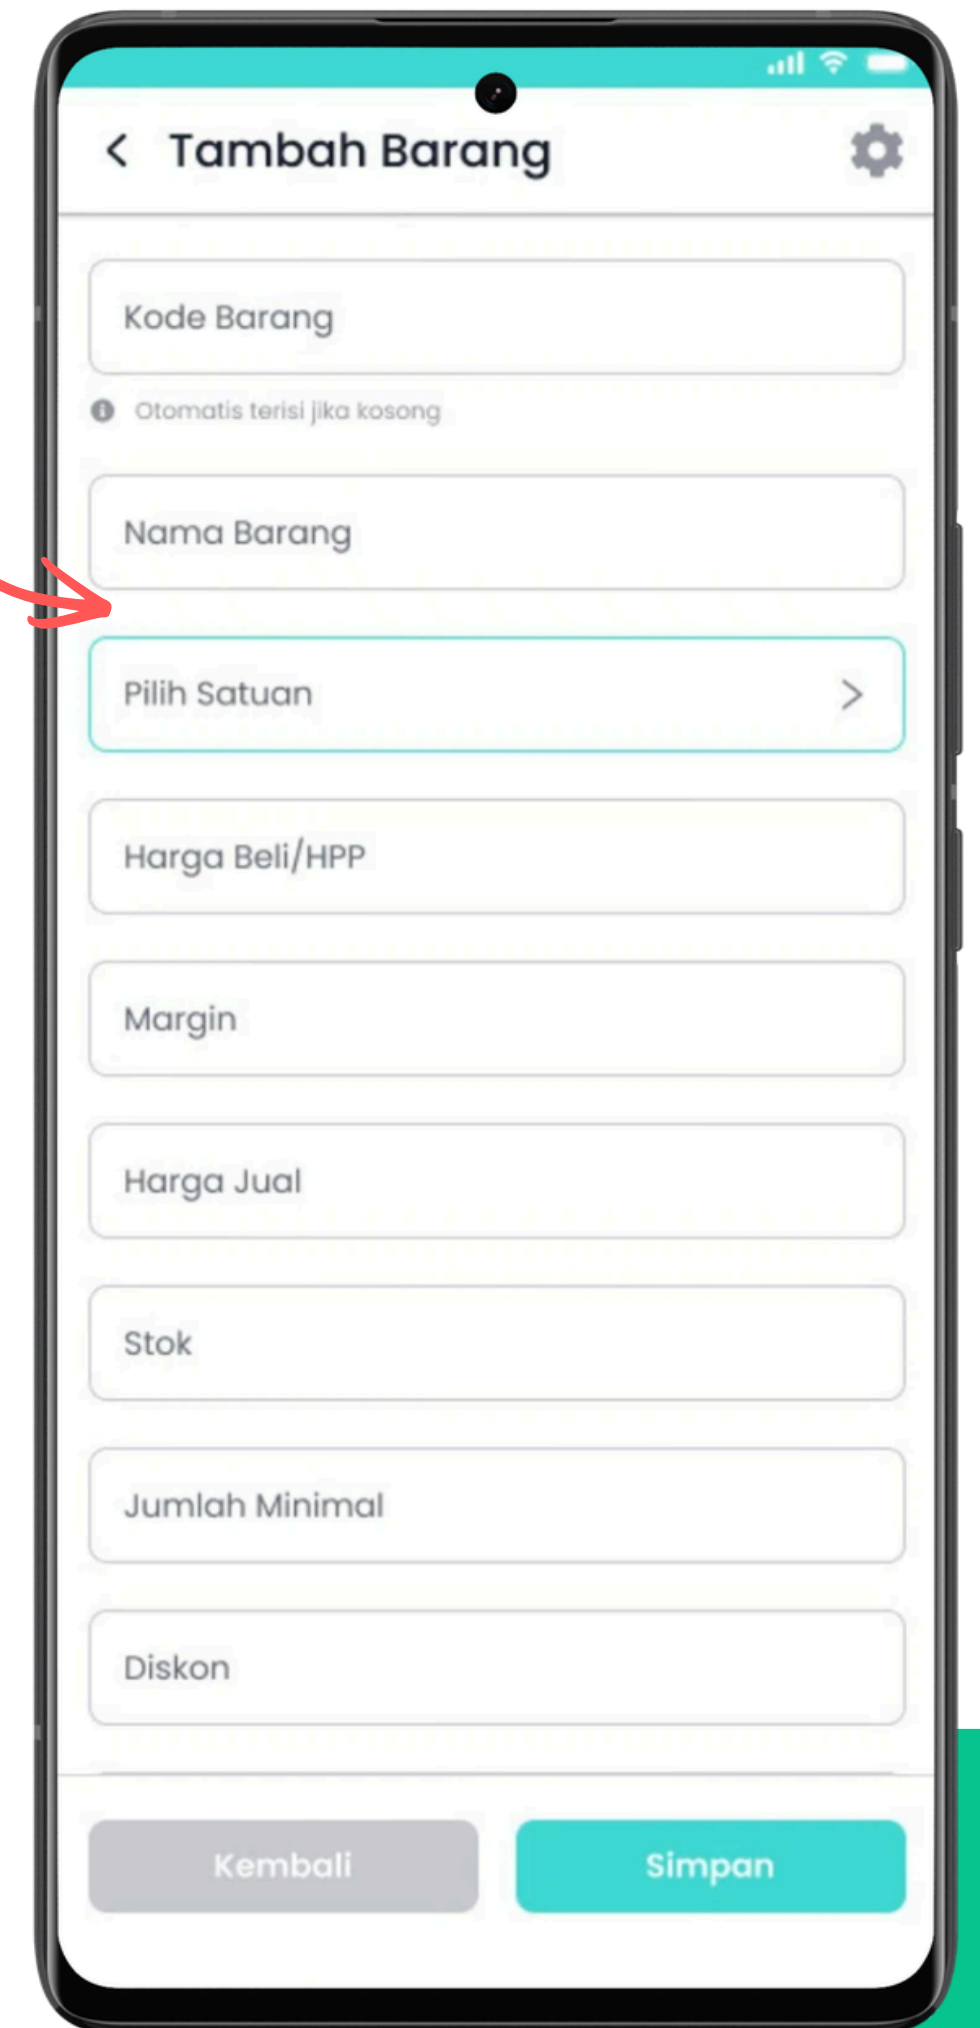 Tambah Barang
Kode Barang
Otomatis terisi jika kosong
Nama Barang
Pilih Satuan
Harga Beli/HPP
Margin
Harga Jual
Stok
Jumlah Minimal
Diskon
Kembali
Simpan